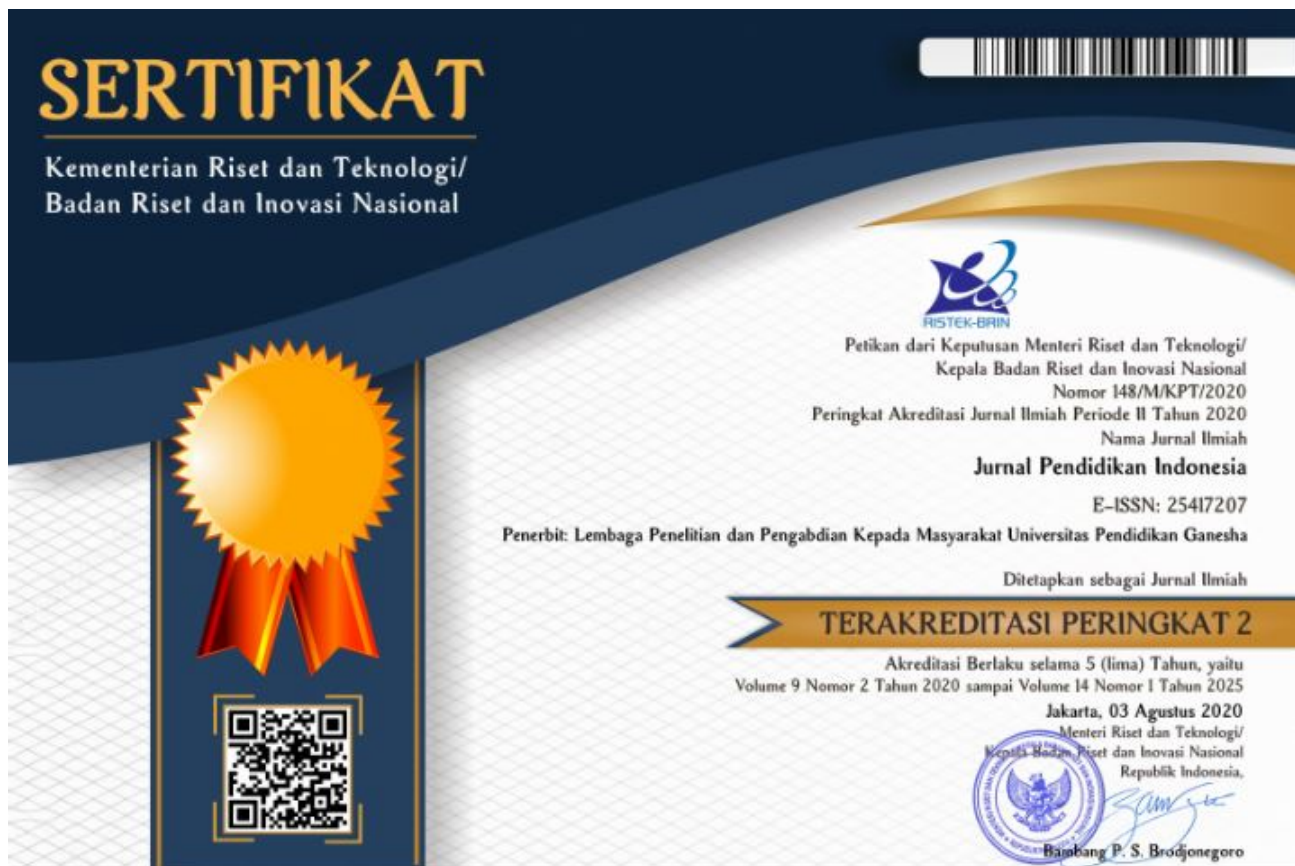 SERTIFIKAT
Kementerian Riset dan Teknologi/
Badan Riset dan Inovasi Nasional
RISTEK-BRIN
Petikan dari Keputusan Menteri Riset dan Teknologi/
Kepala Badan Riset dan Inovasi Nasional
Nomor 148/M/KPT/2020
Peringkat Akreditasi Jurnal Ilmiah Periode II Tahun 2020
Nama Jurnal Ilmiah
Jurnal Pendidikan Indonesia
E-ISSN: 25417207
Penerbit: Lembaga Penelitian dan Pengabdian Kepada Masyarakat Universitas Pendidikan Ganesha
Ditetapkan sebagai Jurnal Ilmiah
TERAKREDITASI PERINGKAT 2
Akreditasi Berlaku selama 5 (lima) Tahun, yaitu
Volume 9 Nomor 2 Tahun 2020 sampai Volume 14 Nomor 1 Tahun 2025
Jakarta, 03 Agustus 2020
Menteri Riset dan Teknologi/
Kepala Badan Riset dan Inovasi Nasional
Republik Indonesia,
Bambang P. S. Brodjonegoro